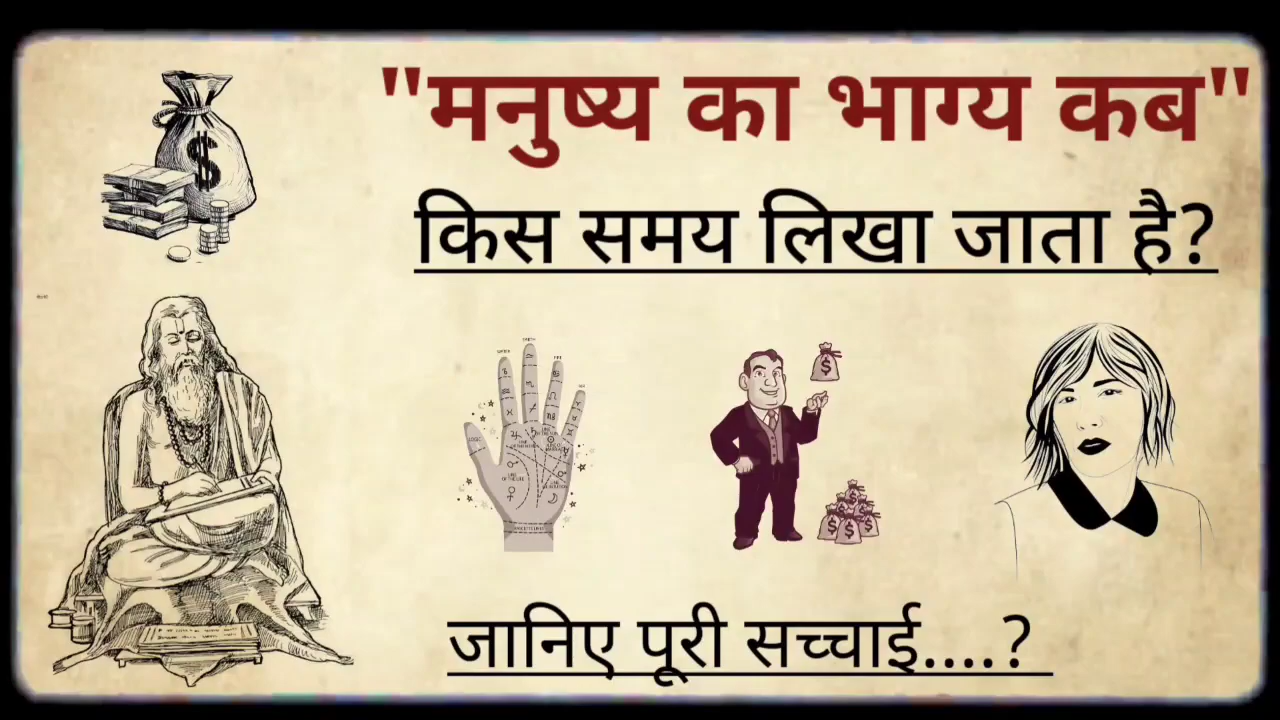 "मनुष्य का भाग्य कब"
किस समय लिखा जाता है?
जानिए पूरी सच्चाई....?